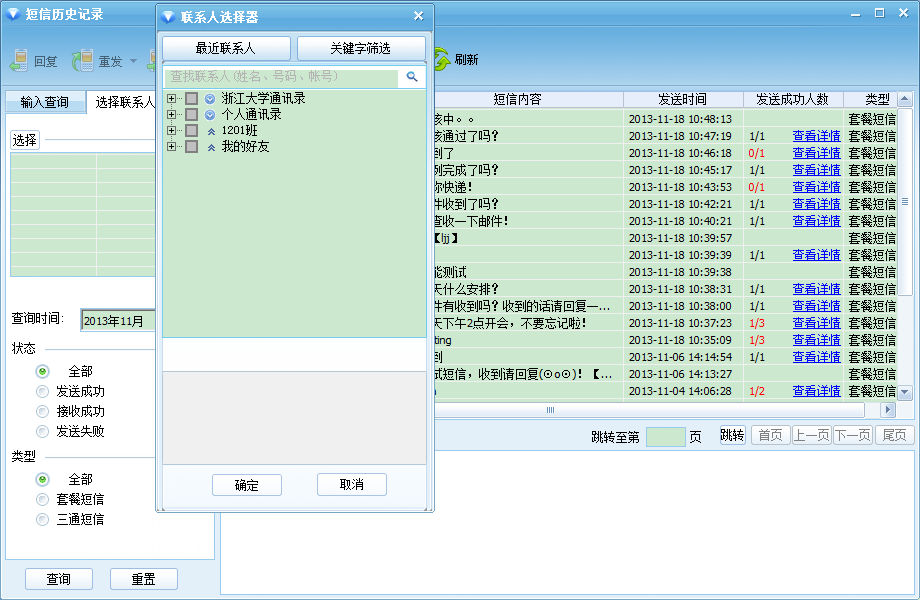 短信历史记录
回复
重发
刷新
输入查询
选择联系人
选择
查询时间:
2013年11月
状态
全部
发送成功
接收成功
发送失败
类型
全部
套餐短信
三通短信
查询
重置
联系人选择器
最近联系人
关键字筛选
查找联系人(姓名、号码、帐号)
浙江大学通讯录
个人通讯录
1201班
我的好友
确定
取消
短信内容 发送时间 发送成功人数 类型
核中。。 2013-11-18 10:48:13 套餐短信
核通过了吗? 2013-11-18 10:47:19 1/1 查看详情 套餐短信
到了 2013-11-18 10:46:18 0/1 查看详情 套餐短信
例完成了吗? 2013-11-18 10:45:17 1/1 查看详情 套餐短信
你快递! 2013-11-18 10:43:53 0/1 查看详情 套餐短信
件收到了吗? 2013-11-18 10:42:21 1/1 查看详情 套餐短信
查收一下邮件! 2013-11-18 10:40:21 1/1 查看详情 套餐短信
【ljj】 2013-11-18 10:39:57 套餐短信
2013-11-18 10:39:39 1/1 查看详情 套餐短信
能测试 2013-11-18 10:39:38 套餐短信
天什么安排? 2013-11-18 10:38:31 1/1 查看详情 套餐短信
件有收到吗? 收到的话请回复一... 2013-11-18 10:38:00 1/1 查看详情 套餐短信
天下午2点开会，不要忘记啦! 2013-11-18 10:37:23 1/3 查看详情 套餐短信
ting 2013-11-18 10:35:09 1/3 查看详情 套餐短信
到 2013-11-06 14:14:54 1/1 查看详情 套餐短信
试短信，收到请回复(⊙o⊙)! 【... 2013-11-06 14:13:27 套餐短信
2013-11-04 14:06:28 1/2 查看详情 套餐短信
跳转至第 页 跳转 首页 上一页 下一页 尾页